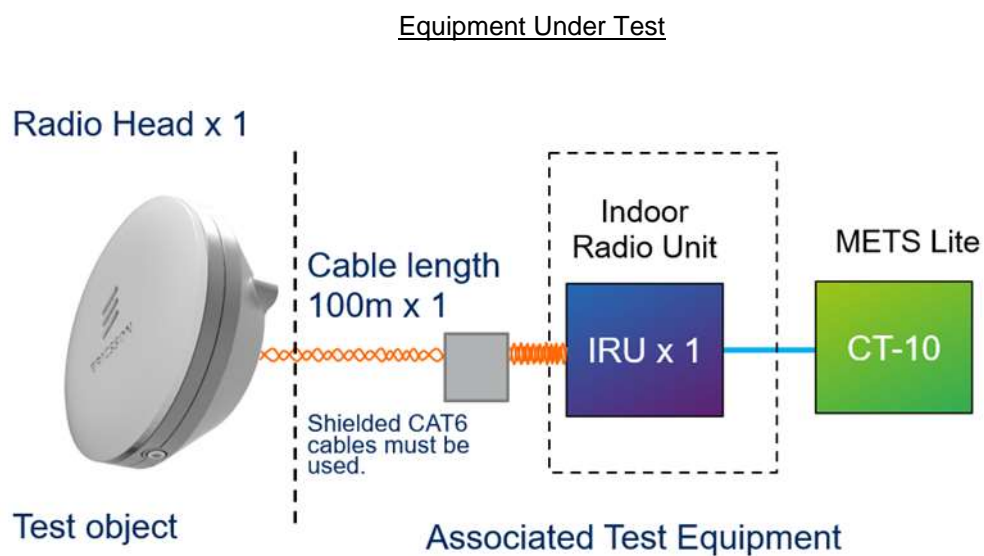 Equipment Under Test
Radio Head x 1
Cable length
100m x 1
Shielded CAT6
cables must be
used.
Indoor
Radio Unit
IRU x 1
METS Lite
CT-10
Test object
Associated Test Equipment